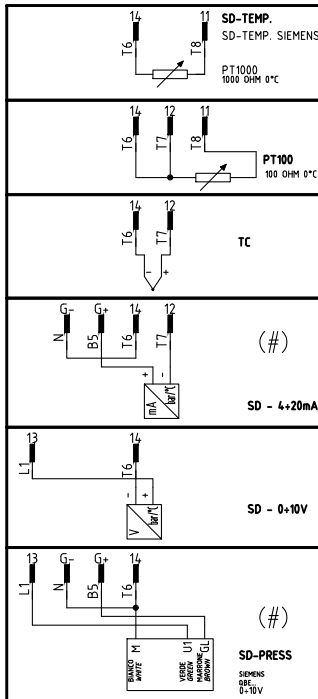 14 11 SD-TEMP.
SD-TEMP. SIEMENS
T6 T8
PT1000
1000 OHM 0°C
14 12 11
T6 T7 T8
PT100
100 OHM 0°C
14 12
T6 T7
TC
- +
G- G+ 14 12
N B5 T6 T7
(#)
+ -
mA bar/°C
SD - 4÷20mA
13 14
L1 T6
- +
V bar/°C
SD - 0÷10V
13 G- G+ 14
L1 N B5 T6
(#)
M U1 GL
BIANCO WHITE
VERDE GREEN
MARRONE BROWN
SD-PRESS
SIEMENS
QBE...
0÷10V